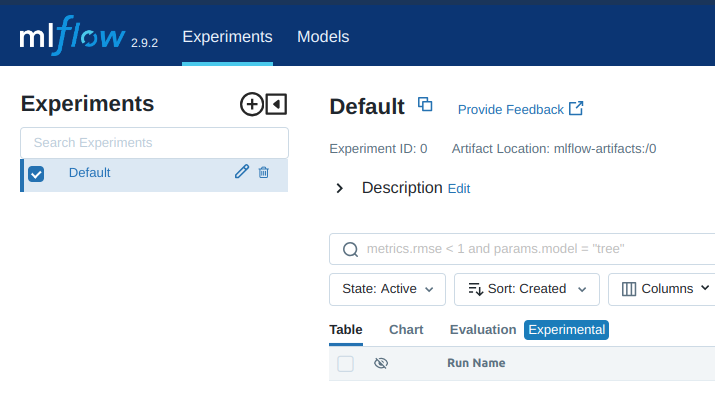 mlflow 2.9.2 Experiments Models
Experiments
Search Experiments
Default
Default Provide Feedback
Experiment ID: 0 Artifact Location: mlflow-artifacts:/0
Description Edit
metrics.rmse < 1 and params.model = "tree"
State: Active Sort: Created Columns
Table Chart Evaluation Experimental
Run Name